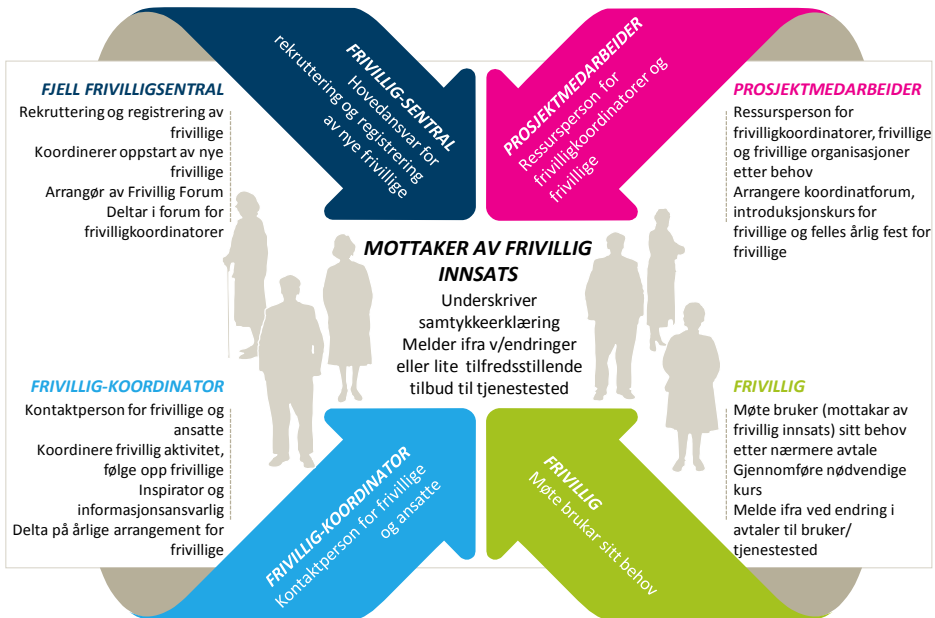 FRIVILLIG-SENTRAL
Hovedansvar for
rekruttering og registrering
av nye frivillige
PROSJEKTMEDARBEIDER
Ressursperson for
frivilligkoordinatorer og
frivillige
FJELL FRIVILLIGSENTRAL
Rekruttering og registrering av
frivillige
Koordinerer oppstart av nye
frivillige
Arrangør av Frivillig Forum
Deltar i forum for
frivilligkoordinatorer
PROSJEKTMEDARBEIDER
Ressursperson for
frivilligkoordinatorer, frivillige
og frivillige organisasjoner
etter behov
Arrangere koordinatforum,
introduksjonskurs for
frivillige og felles årlig fest for
frivillige
MOTTAKER AV FRIVILLIG
INNSATS
Underskriver
samtykkeerklæring
Melder ifra v/endringer
eller lite tilfredsstillende
tilbud til tjenestested
FRIVILLIG-KOORDINATOR
Kontaktperson for frivillige og
ansatte
Koordinere frivillig aktivitet,
følge opp frivillige
Inspirator og
informasjonsansvarlig
Delta på årlige arrangement for
frivillige
FRIVILLIG
Møte bruker (mottakar av
frivillig innsats) sitt behov
etter nærmere avtale
Gjennomføre nødvendige
kurs
Melde ifra ved endring i
avtaler til bruker/
tjenestested
FRIVILLIG-KOORDINATOR
Kontaktperson for frivillige
og ansatte
FRIVILLIG
Møte brukar sitt behov